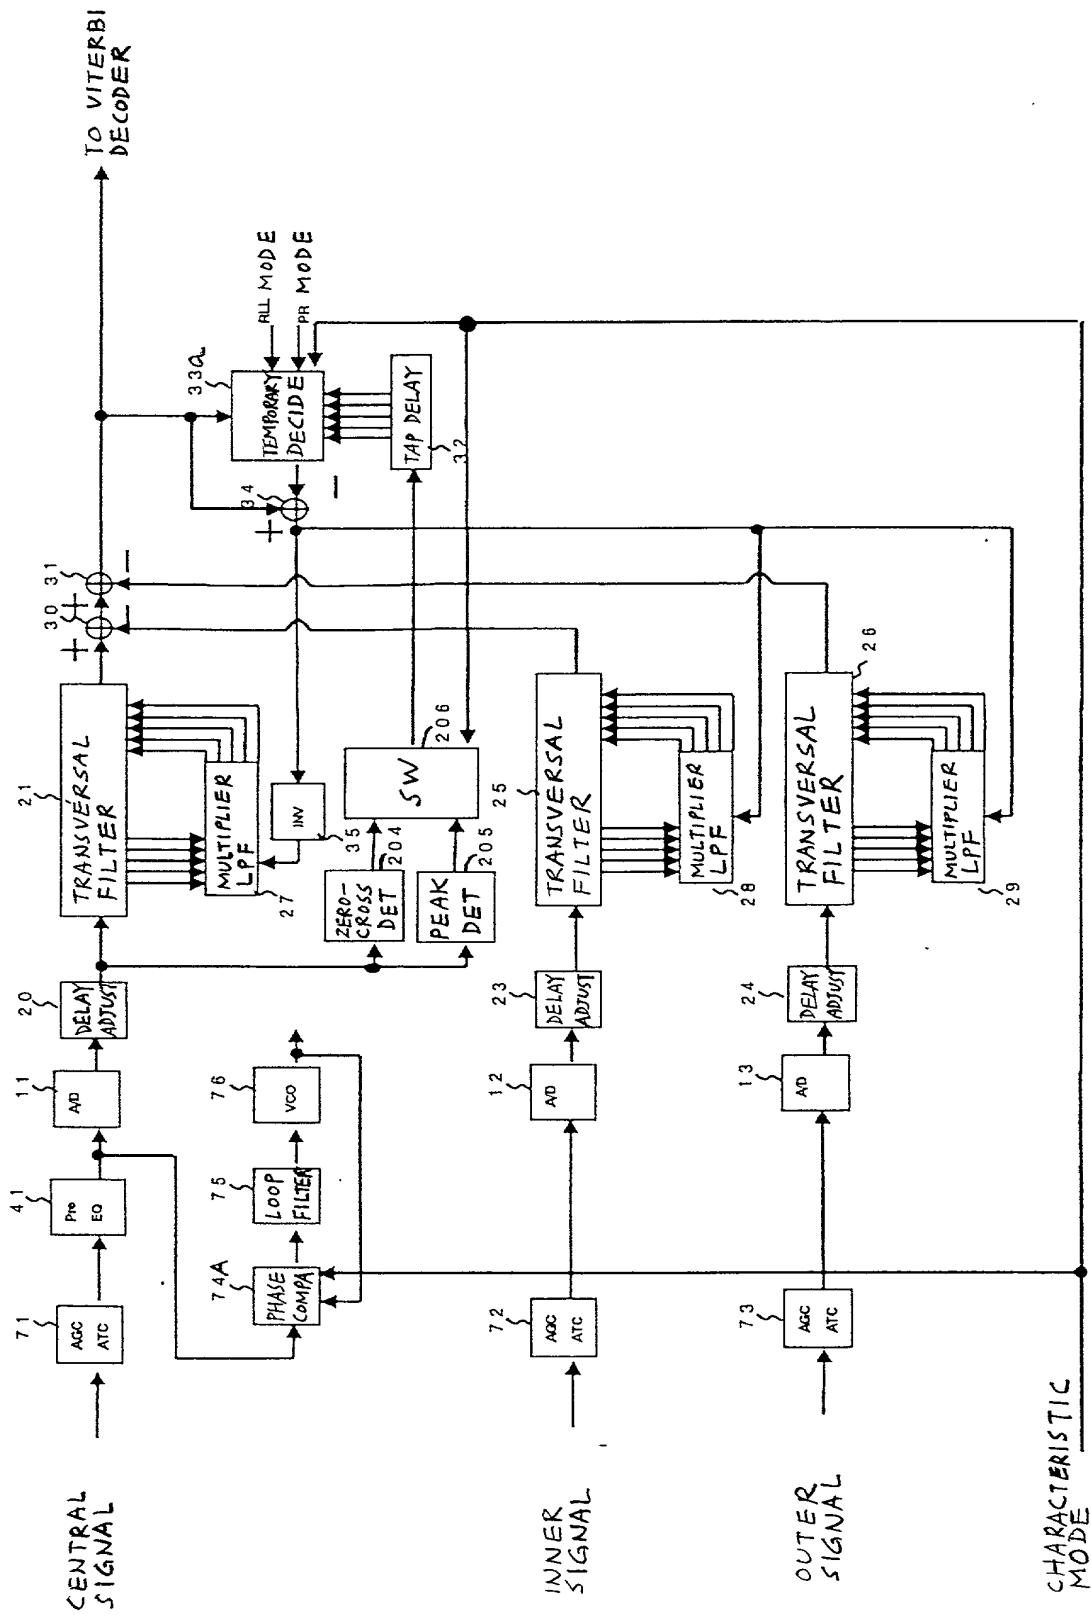 TO VITERBI
DECODER
CENTRAL
SIGNAL
71
AGC
ATC
41
Pre
EQ
11
A/D
20
DELAY
ADJUST
21
TRANSVERSAL
FILTER
MULTIPLIER
LPF
27
+
30
−
+
31
−
33a
TEMPORARY
DECIDE
RLL MODE
PR MODE
34
+
−
TAP DELAY
32
INV
35
ZERO-
CROSS
DET
204
PEAK
DET
205
SW
206
74A
PHASE
COMPA
75
LOOP
FILTER
76
VCO
INNER
SIGNAL
72
AGC
ATC
12
A/D
23
DELAY
ADJUST
25
TRANSVERSAL
FILTER
MULTIPLIER
LPF
28
OUTER
SIGNAL
73
AGC
ATC
13
A/D
24
DELAY
ADJUST
26
TRANSVERSAL
FILTER
MULTIPLIER
LPF
29
CHARACTERISTIC
MODE